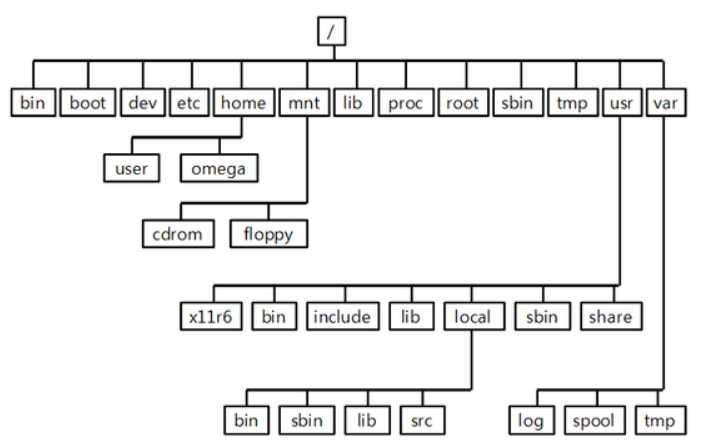 /
bin boot dev etc home mnt lib proc root sbin tmp usr var
user omega
cdrom floppy
x11r6 bin include lib local sbin share
bin sbin lib src log spool tmp